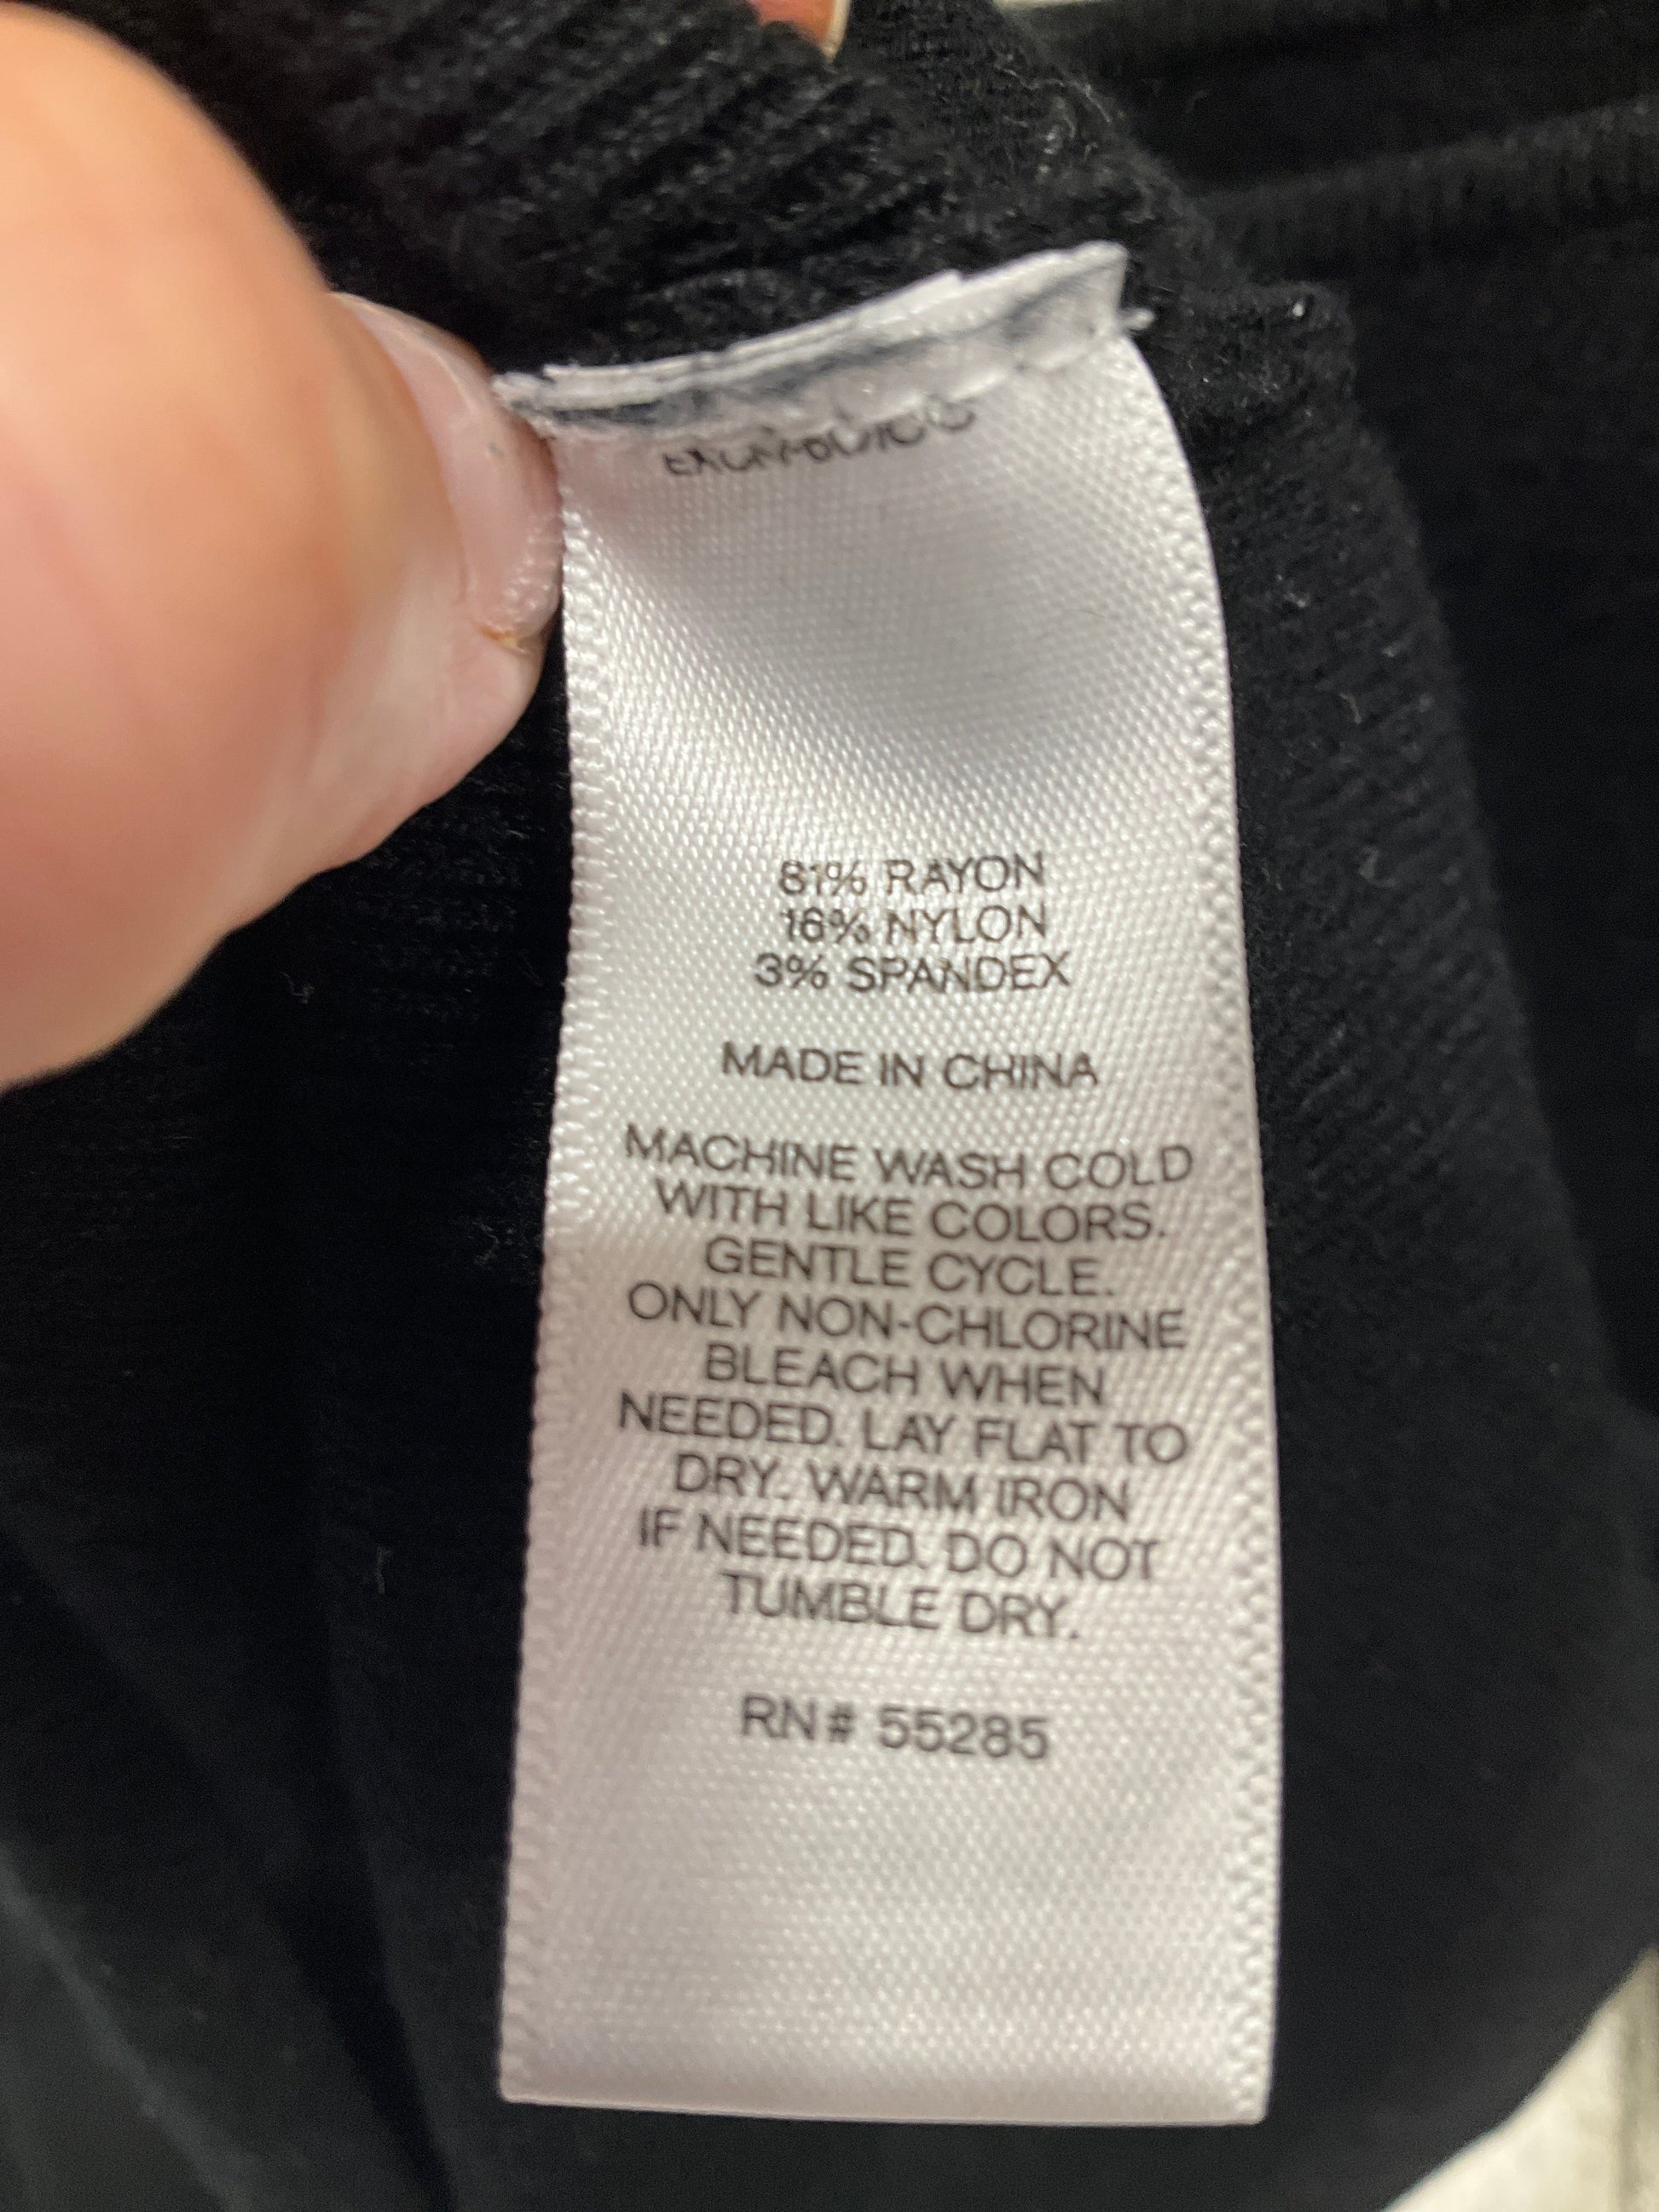 81% RAYON
16% NYLON
3% SPANDEX
MADE IN CHINA
MACHINE WASH COLD
WITH LIKE COLORS.
GENTLE CYCLE.
ONLY NON-CHLORINE
BLEACH WHEN
NEEDED. LAY FLAT TO
DRY. WARM IRON
IF NEEDED. DO NOT
TUMBLE DRY.
RN# 55285